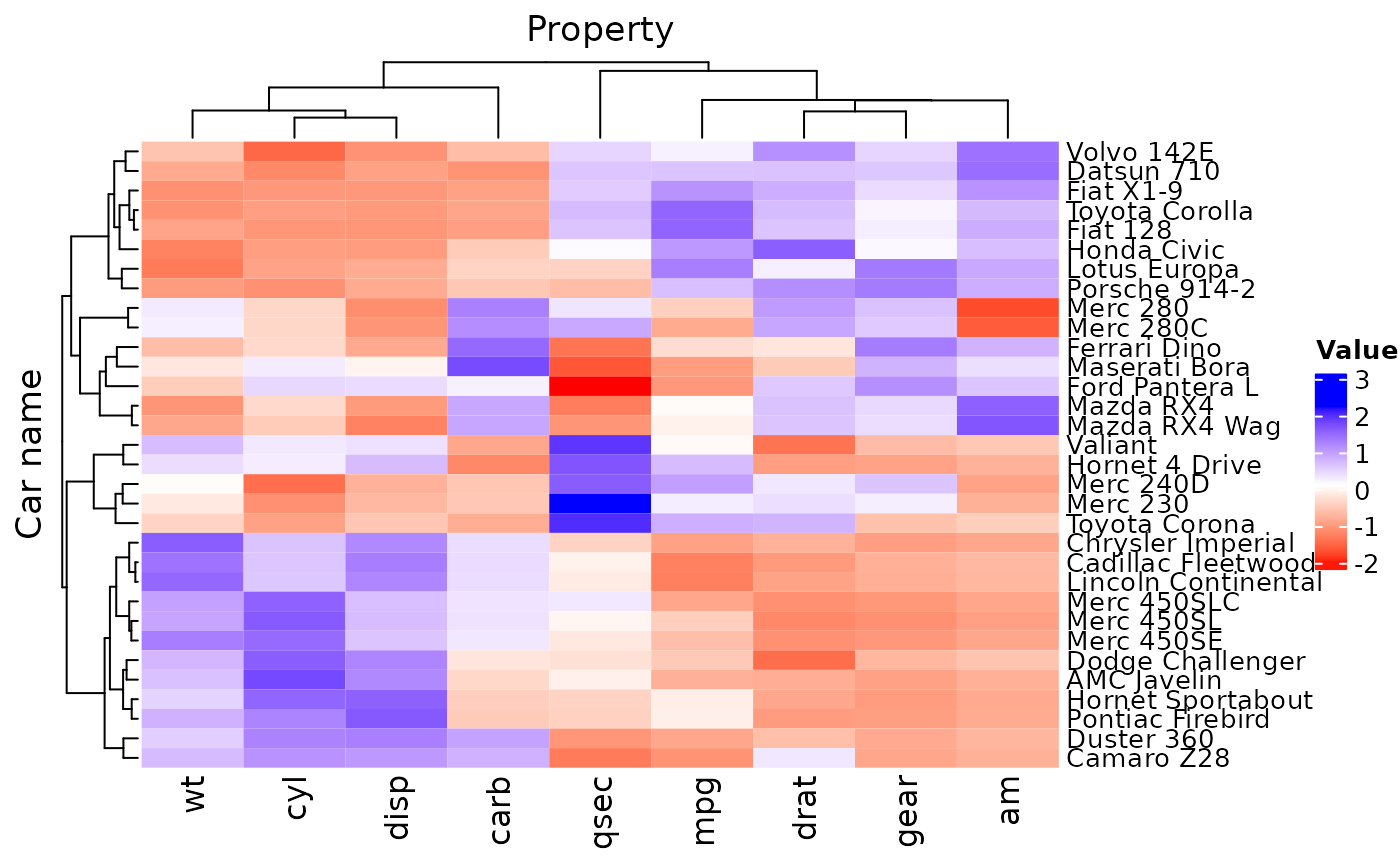 Property
Car name
Volvo 142E
Datsun 710
Fiat X1-9
Toyota Corolla
Fiat 128
Honda Civic
Lotus Europa
Porsche 914-2
Merc 280
Merc 280C
Ferrari Dino
Maserati Bora
Ford Pantera L
Mazda RX4
Mazda RX4 Wag
Valiant
Hornet 4 Drive
Merc 240D
Merc 230
Toyota Corona
Chrysler Imperial
Cadillac Fleetwood
Lincoln Continental
Merc 450SLC
Merc 450SL
Merc 450SE
Dodge Challenger
AMC Javelin
Hornet Sportabout
Pontiac Firebird
Duster 360
Camaro Z28
Value
3
2
1
0
-1
-2
wt
cyl
disp
carb
qsec
mpg
drat
gear
am